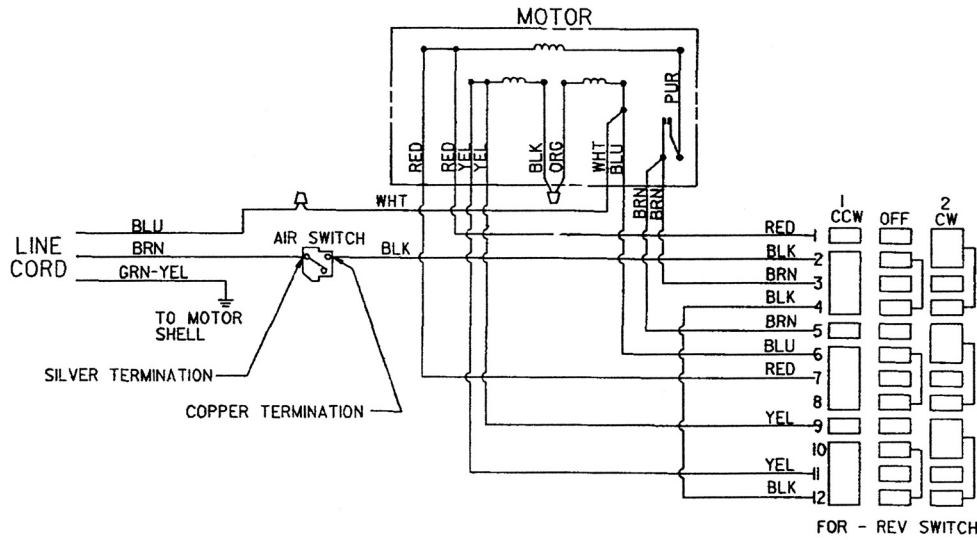 MOTOR
PUR
RED
RED
YEL
YEL
BLK
ORG
WHT
BLU
BRN
BRN
WHT
BLU
LINE
CORD
BRN
GRN-YEL
AIR SWITCH
BLK
TO MOTOR
SHELL
SILVER TERMINATION
COPPER TERMINATION
1
CCW
OFF
2
CW
RED 1
BLK 2
BRN 3
BLK 4
BRN 5
BLU 6
RED 7
8
YEL 9
10
YEL 11
BLK 12
FOR - REV SWITCH